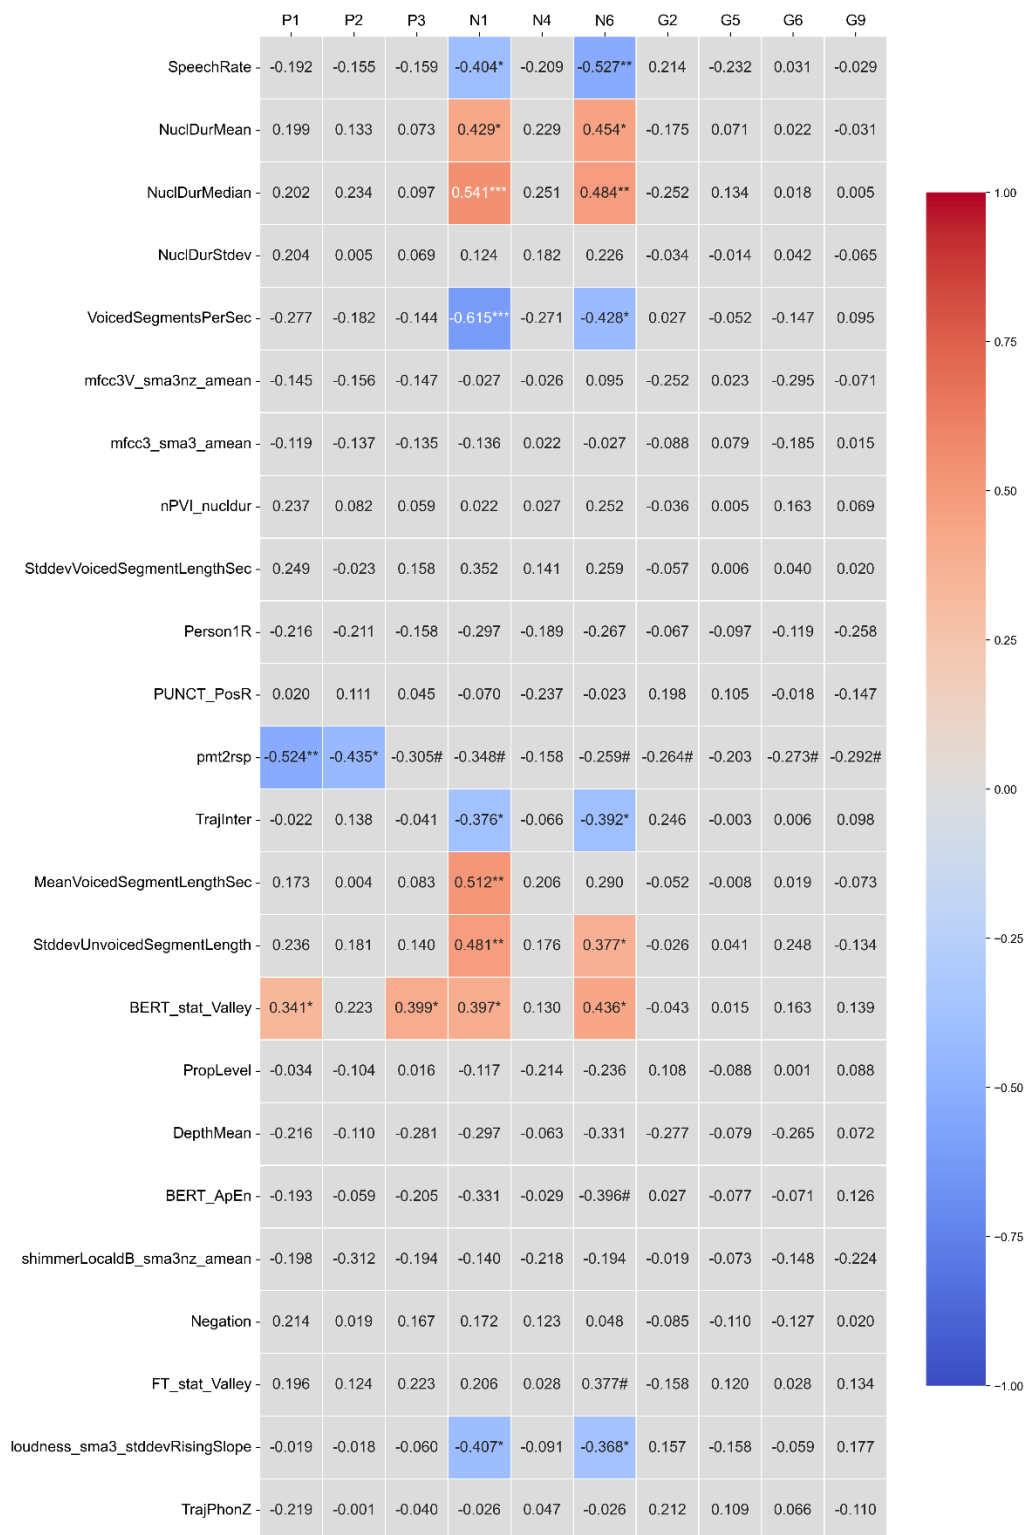 P1 P2 P3 N1 N4 N6 G2 G5 G6 G9
SpeechRate -0.192 -0.155 -0.159 -0.404* -0.209 -0.527** 0.214 -0.232 0.031 -0.029
NuclDurMean 0.199 0.133 0.073 0.429* 0.229 0.454* -0.175 0.071 0.022 -0.031
NuclDurMedian 0.202 0.234 0.097 0.541*** 0.251 0.484** -0.252 0.134 0.018 0.005
NuclDurStdev 0.204 0.005 0.069 0.124 0.182 0.226 -0.034 -0.014 0.042 -0.065
VoicedSegmentsPerSec -0.277 -0.182 -0.144 -0.615*** -0.271 -0.428* 0.027 -0.052 -0.147 0.095
mfcc3V_sma3nz_amean -0.145 -0.156 -0.147 -0.027 -0.026 0.095 -0.252 0.023 -0.295 -0.071
mfcc3_sma3_amean -0.119 -0.137 -0.135 -0.136 0.022 -0.027 -0.088 0.079 -0.185 0.015
nPVI_nucldur 0.237 0.082 0.059 0.022 0.027 0.252 -0.036 0.005 0.163 0.069
StddevVoicedSegmentLengthSec 0.249 -0.023 0.158 0.352 0.141 0.259 -0.057 0.006 0.040 0.020
Person1R -0.216 -0.211 -0.158 -0.297 -0.189 -0.267 -0.067 -0.097 -0.119 -0.258
PUNCT_PosR 0.020 0.111 0.045 -0.070 -0.237 -0.023 0.198 0.105 -0.018 -0.147
pmt2rsp -0.524** -0.435* -0.305# -0.348# -0.158 -0.259# -0.264# -0.203 -0.273# -0.292#
TrajInter -0.022 0.138 -0.041 -0.376* -0.066 -0.392* 0.246 -0.003 0.006 0.098
MeanVoicedSegmentLengthSec 0.173 0.004 0.083 0.512** 0.206 0.290 -0.052 -0.008 0.019 -0.073
StddevUnvoicedSegmentLength 0.236 0.181 0.140 0.481** 0.176 0.377* -0.026 0.041 0.248 -0.134
BERT_stat_Valley 0.341* 0.223 0.399* 0.397* 0.130 0.436* -0.043 0.015 0.163 0.139
PropLevel -0.034 -0.104 0.016 -0.117 -0.214 -0.236 0.108 -0.088 0.001 0.088
DepthMean -0.216 -0.110 -0.281 -0.297 -0.063 -0.331 -0.277 -0.079 -0.265 0.072
BERT_ApEn -0.193 -0.059 -0.205 -0.331 -0.029 -0.396# 0.027 -0.077 -0.071 0.126
shimmerLocaldB_sma3nz_amean -0.198 -0.312 -0.194 -0.140 -0.218 -0.194 -0.019 -0.073 -0.148 -0.224
Negation 0.214 0.019 0.167 0.172 0.123 0.048 -0.085 -0.110 -0.127 0.020
FT_stat_Valley 0.196 0.124 0.223 0.206 0.028 0.377# -0.158 0.120 0.028 0.134
loudness_sma3_stddevRisingSlope -0.019 -0.018 -0.060 -0.407* -0.091 -0.368* 0.157 -0.158 -0.059 0.177
TrajPhonZ -0.219 -0.001 -0.040 -0.026 0.047 -0.026 0.212 0.109 0.066 -0.110
1.00
0.75
0.50
0.25
0.00
-0.25
-0.50
-0.75
-1.00